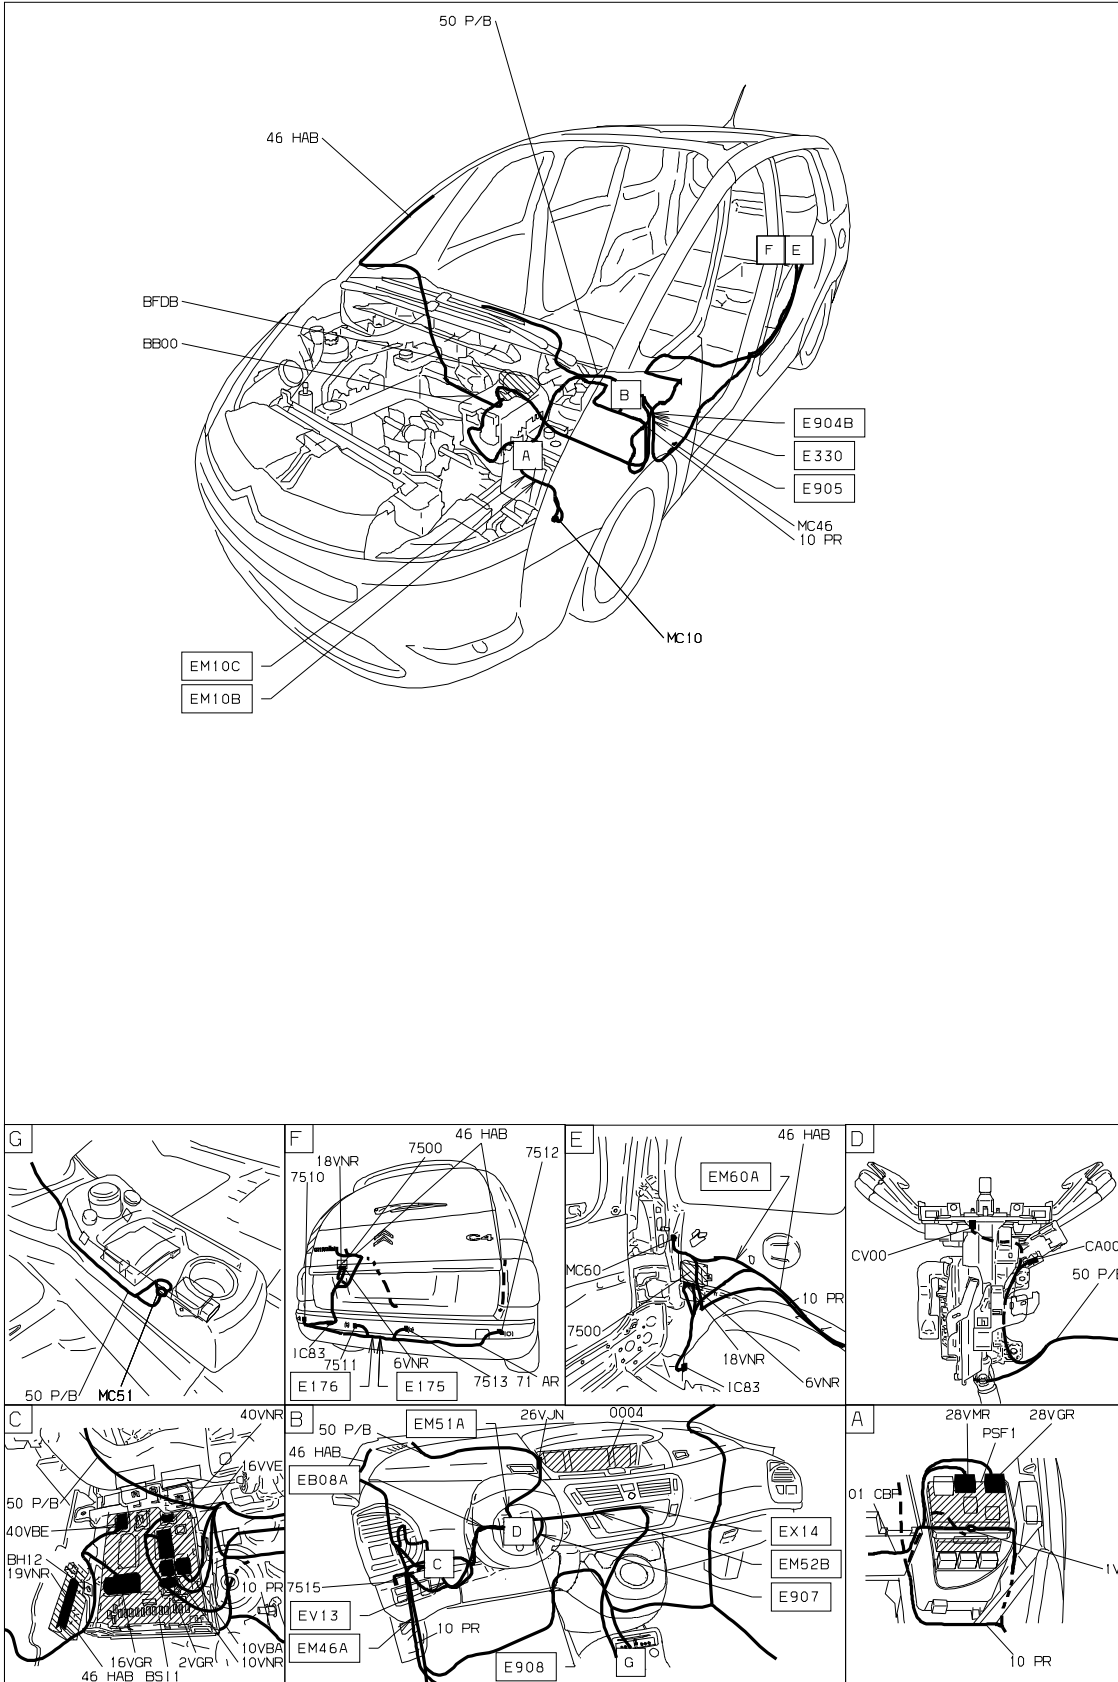 50 P/B
46 HAB
BFDB
BB00
F E
B
E904B
E330
A
E905
MC46
10 PR
MC10
EM10C
EM10B
G
50 P/B MC51
F
46 HAB
18VNR 7500
7510 7512
C4
IC83
7511 6VNR
E176 E175 7513 71 AR
E
46 HAB
EM60A
MC60
10 PR
7500
18VNR
IC83 6VNR
D
CV00 CA00
50 P/B
C
40VNR
16VVE
50 P/B
40VBE
BH12
19VNR
10 PR
16VGR 2VGR 10VBA
46 HAB BSI1 10VNR
B
50 P/B EM51A 26VJN 0004
46 HAB
EB08A
D
EX14
C
EM52B
7515
E907
EV13
10 PR
EM46A
E908 G
A
28VMR 28VGR
PSF1
01 CBF
1V
10 PR